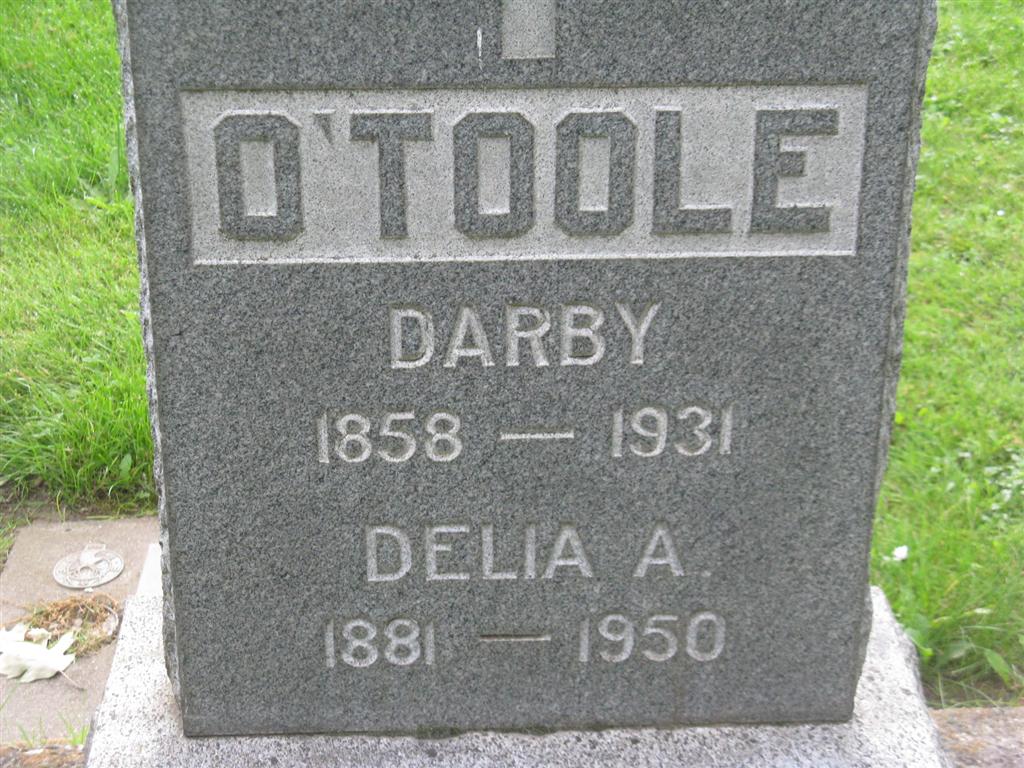 O'TOOLE
DARBY
1858 — 1931
DELIA A.
1881 — 1950